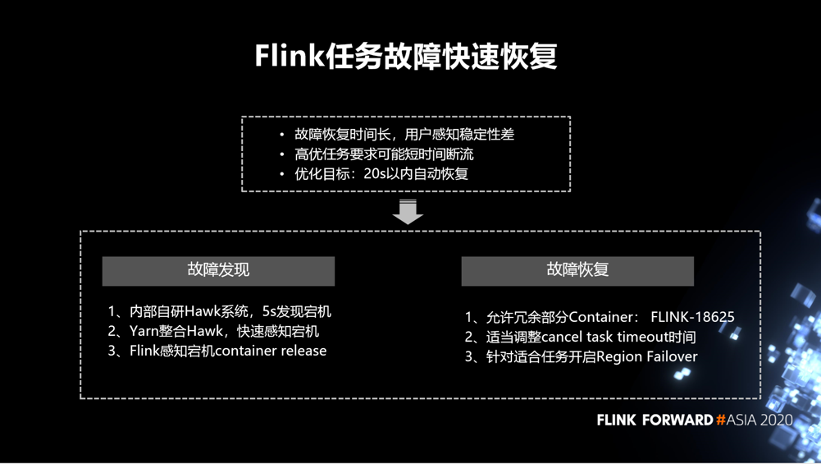 Flink任务故障快速恢复
• 故障恢复时间长，用户感知稳定性差
• 高优任务要求可能短时间断流
• 优化目标：20s以内自动恢复
故障发现
1、内部自研Hawk系统，5s发现宕机
2、Yarn整合Hawk，快速感知宕机
3、Flink感知宕机container release
故障恢复
1、允许冗余部分Container： FLINK-18625
2、适当调整cancel task timeout时间
3、针对适合任务开启Region Failover
FLINK FORWARD #ASIA 2020